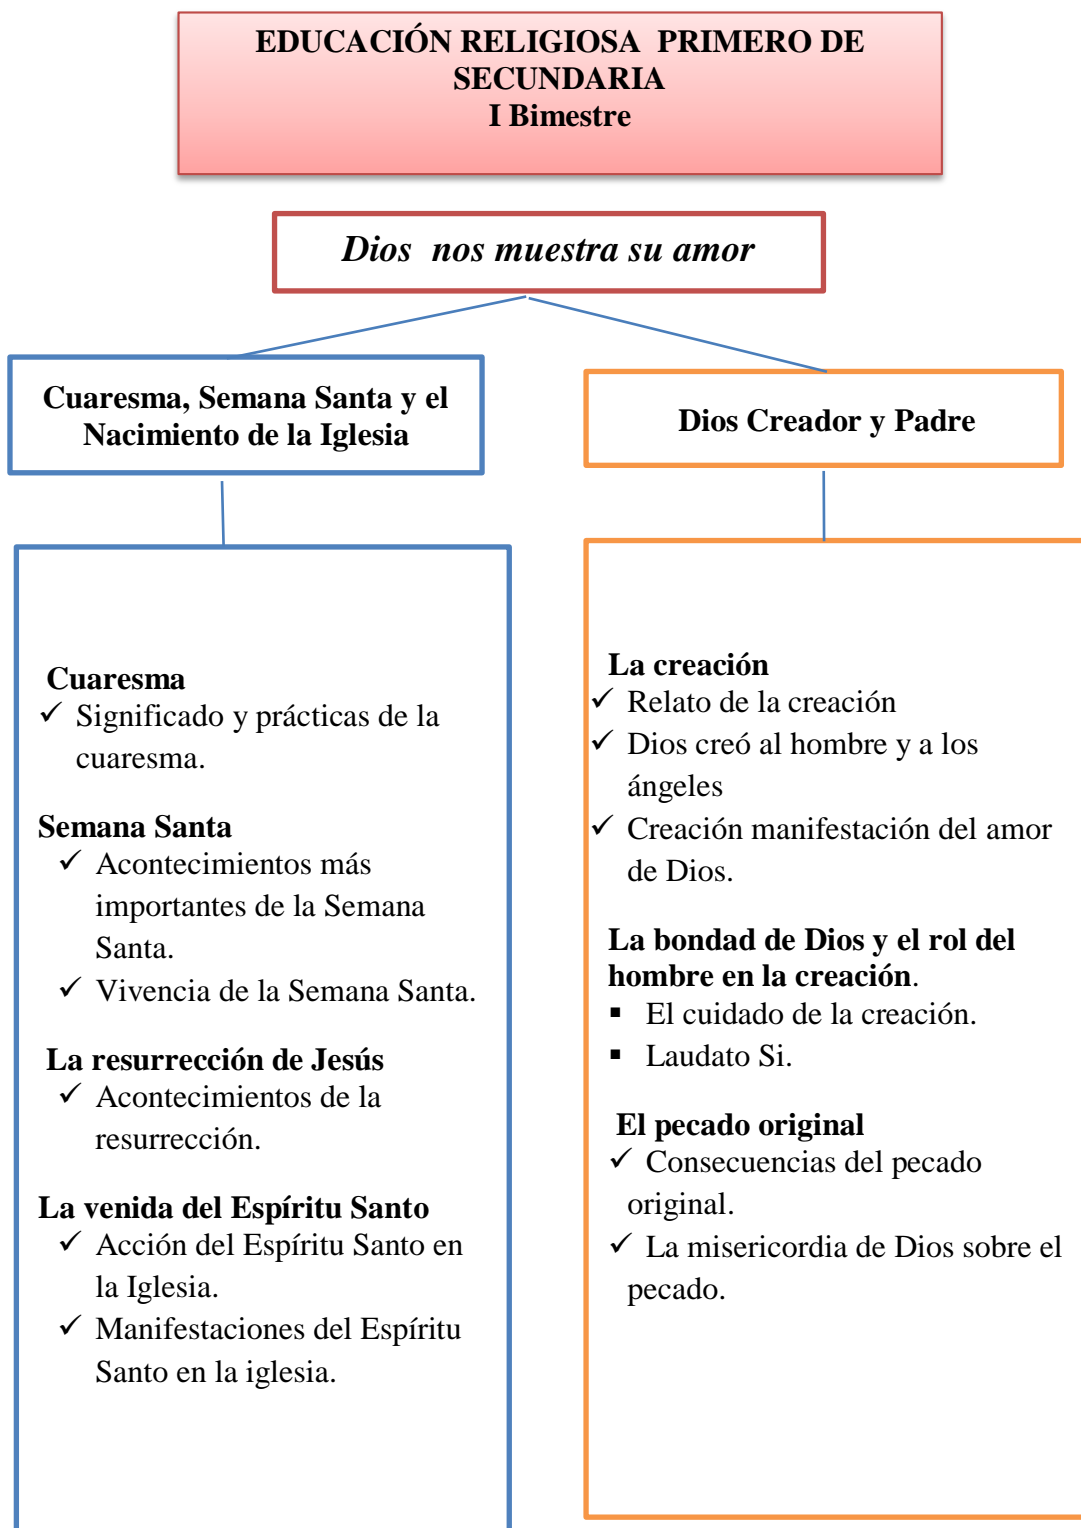 EDUCACIÓN RELIGIOSA  PRIMERO DE
SECUNDARIA
I Bimestre
Dios  nos muestra su amor
Cuaresma, Semana Santa y el
Nacimiento de la Iglesia
Cuaresma
✓ Significado y prácticas de la
cuaresma.
Semana Santa
✓ Acontecimientos más
importantes de la Semana
Santa.
✓ Vivencia de la Semana Santa.
La resurrección de Jesús
✓ Acontecimientos de la
resurrección.
La venida del Espíritu Santo
✓ Acción del Espíritu Santo en
la Iglesia.
✓ Manifestaciones del Espíritu
Santo en la iglesia.
Dios Creador y Padre
La creación
✓ Relato de la creación
✓ Dios creó al hombre y a los
ángeles
✓ Creación manifestación del amor
de Dios.
La bondad de Dios y el rol del
hombre en la creación.
▪ El cuidado de la creación.
▪ Laudato Si.
El pecado original
✓ Consecuencias del pecado
original.
✓ La misericordia de Dios sobre el
pecado.